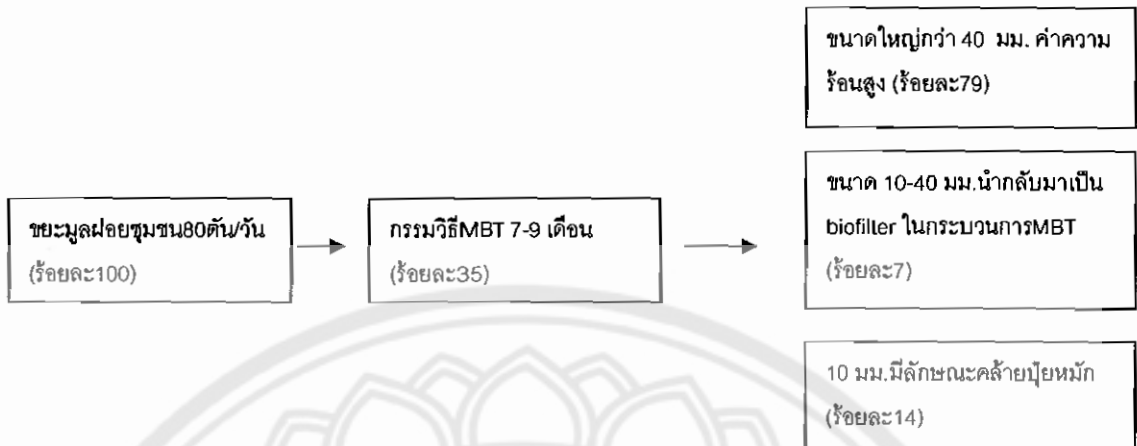 ขยะมูลฝอยชุมชน80ตัน/วัน
(ร้อยละ100)
กรรมวิธีMBT 7-9 เดือน
(ร้อยละ35)
ขนาดใหญ่กว่า 40 มม. ค่าความ
ร้อนสูง (ร้อยละ79)
ขนาด 10-40 มม.นำกลับมาเป็น
biofilter ในกระบวนการMBT
(ร้อยละ7)
10 มม.มีลักษณะคล้ายปุ๋ยหมัก
(ร้อยละ14)